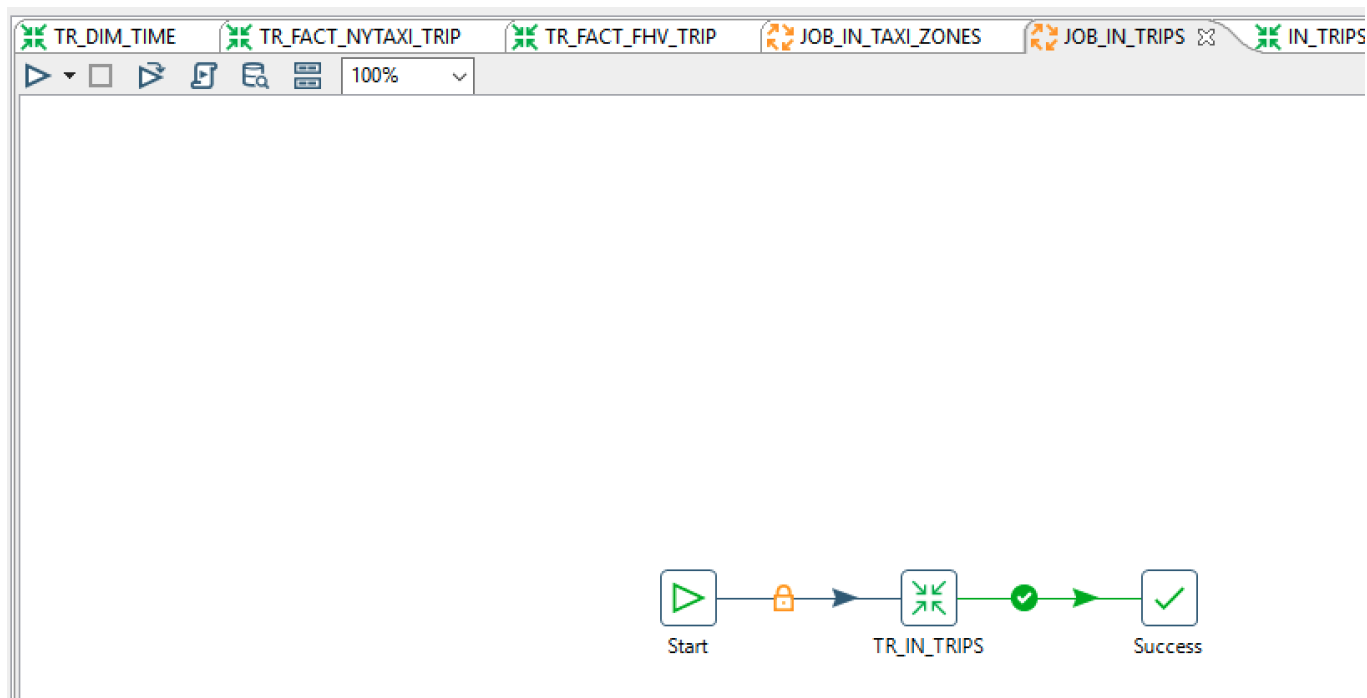 TR_DIM_TIME TR_FACT_NYTAXI_TRIP TR_FACT_FHV_TRIP JOB_IN_TAXI_ZONES JOB_IN_TRIPS IN_TRIPS
100%
Start TR_IN_TRIPS Success